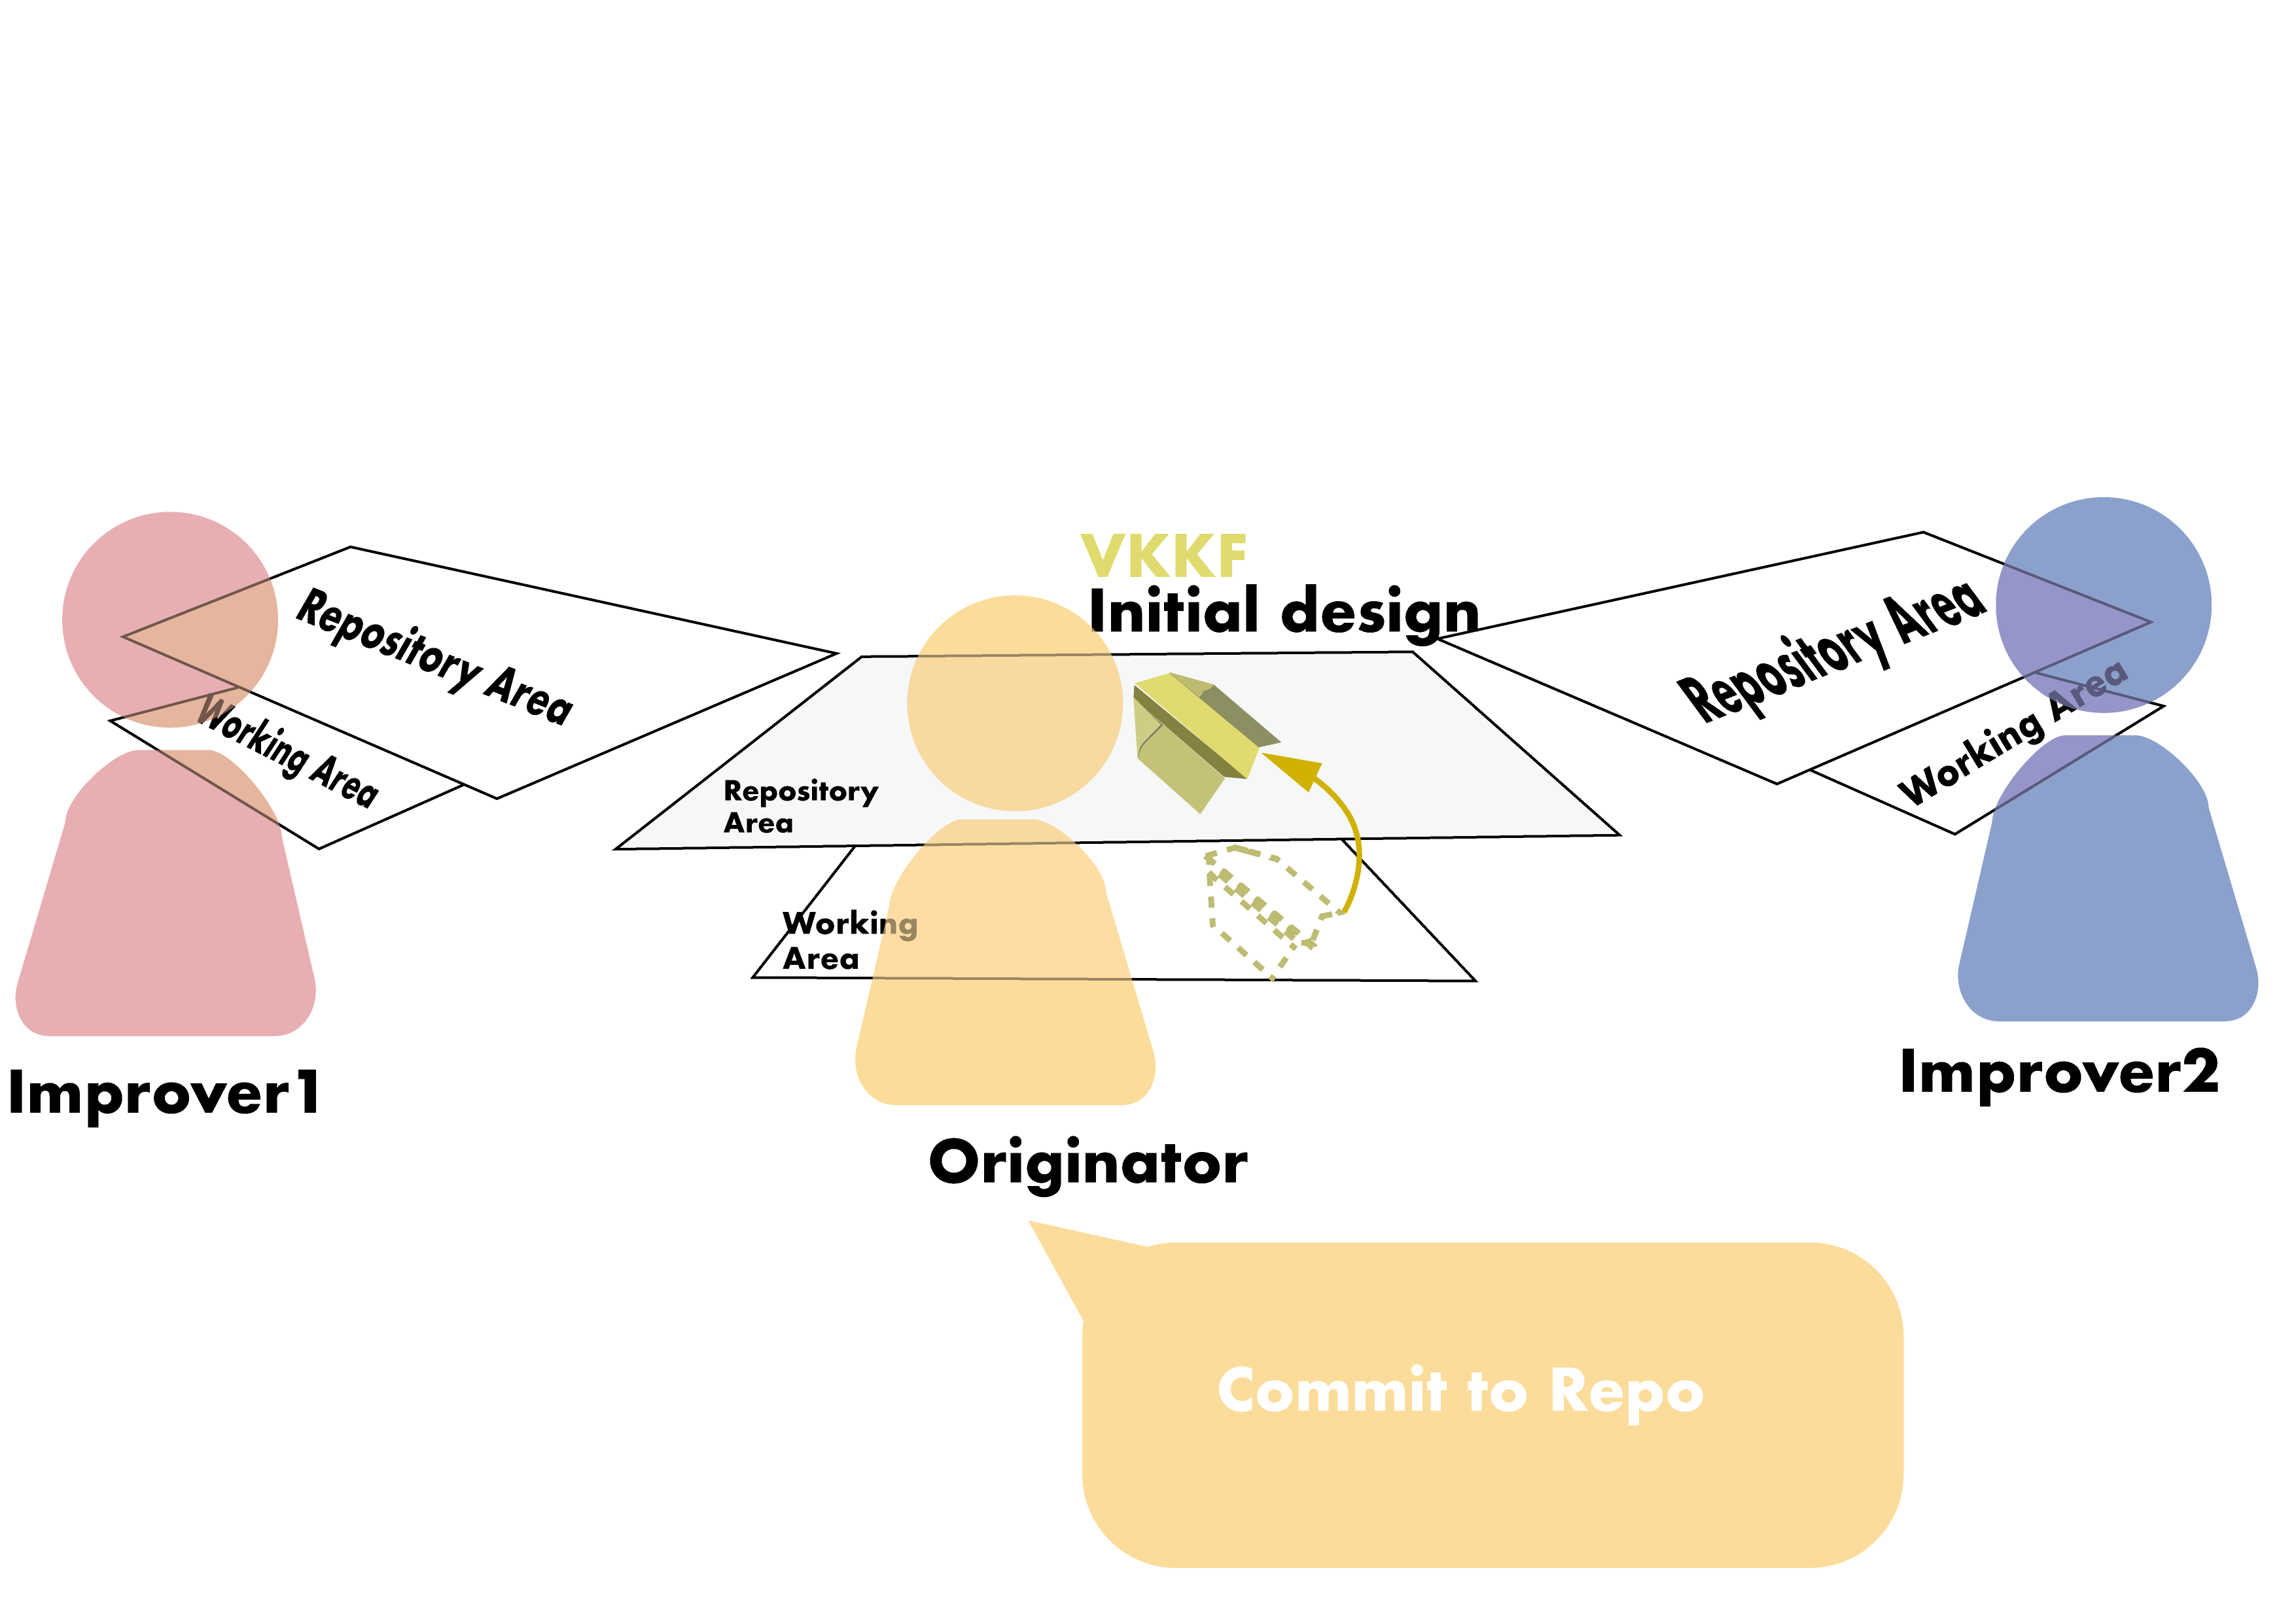 VKKF
Initial design
Repository Area
Working Area
Repository
Area
Working
Area
Repository Area
Working Area
Improver1
Improver2
Originator
Commit to Repo